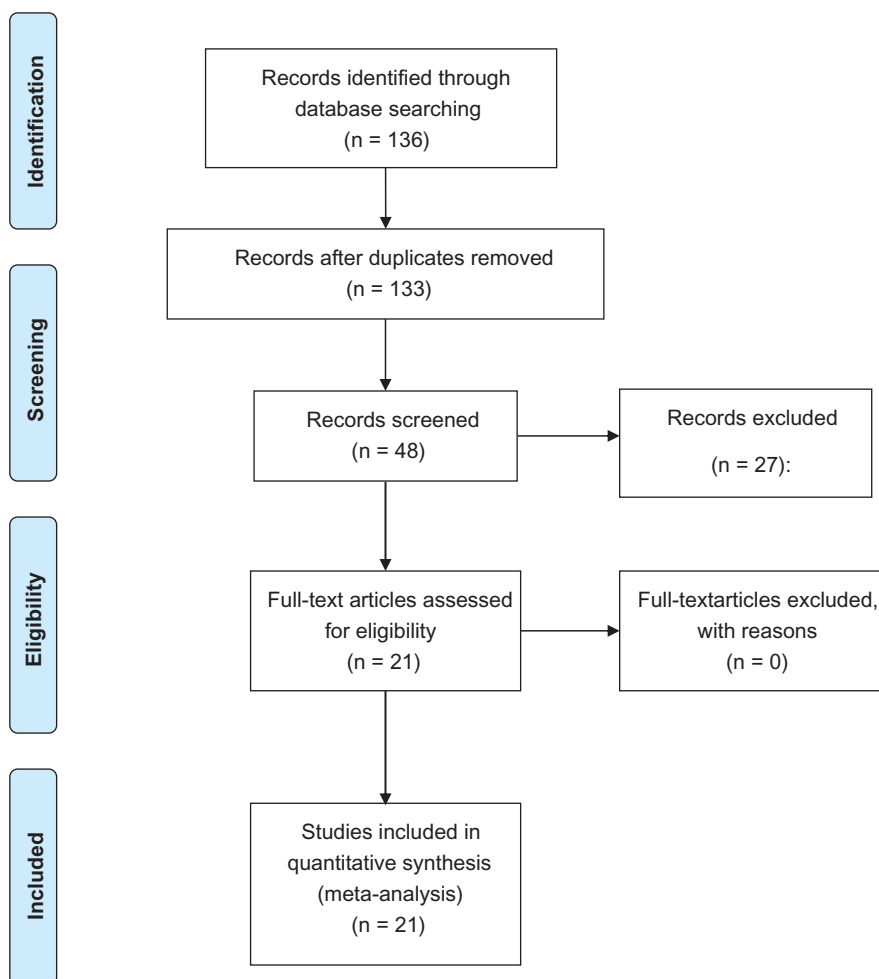 Identification
Records identified through
database searching
(n = 136)
Records after duplicates removed
(n = 133)
Screening
Records screened
(n = 48)
Records excluded
(n = 27):
Eligibility
Full-text articles assessed
for eligibility
(n = 21)
Full-textarticles excluded,
with reasons
(n = 0)
Included
Studies included in
quantitative synthesis
(meta-analysis)
(n = 21)